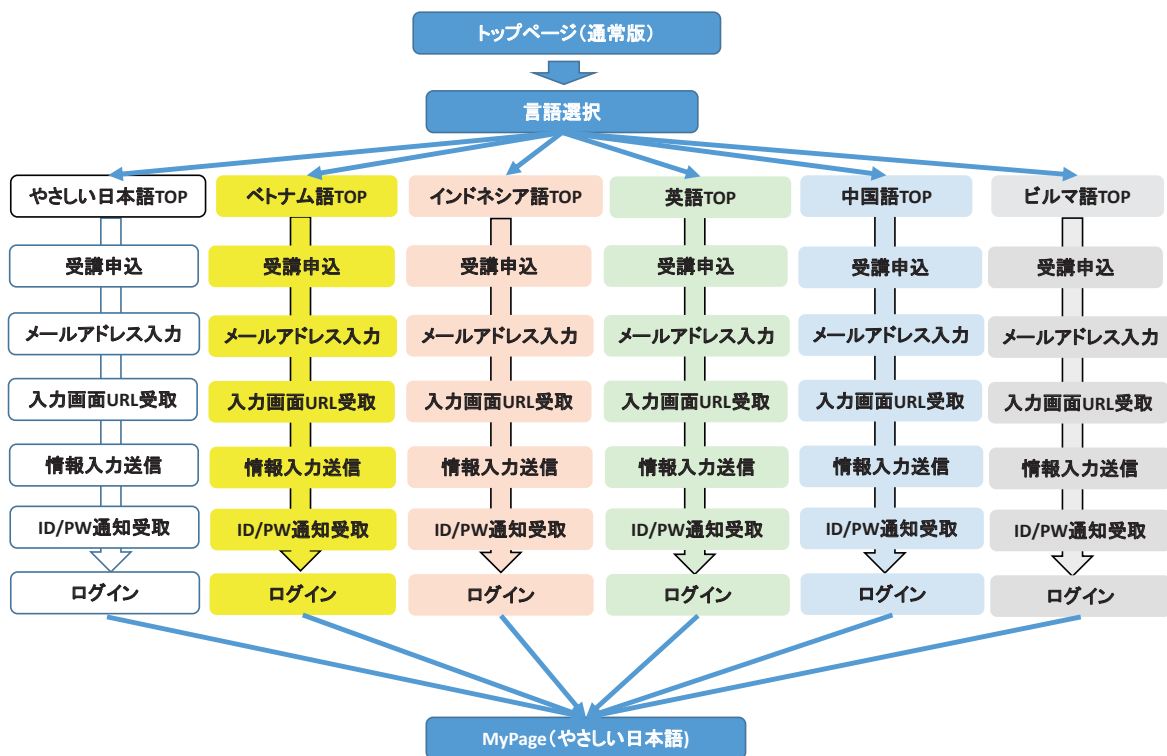 トップページ（通常版）
言語選択
やさしい日本語TOP
ベトナム語TOP
インドネシア語TOP
英語TOP
中国語TOP
ビルマ語TOP
受講申込
受講申込
受講申込
受講申込
受講申込
受講申込
メールアドレス入力
メールアドレス入力
メールアドレス入力
メールアドレス入力
メールアドレス入力
メールアドレス入力
入力画面URL受取
入力画面URL受取
入力画面URL受取
入力画面URL受取
入力画面URL受取
入力画面URL受取
情報入力送信
情報入力送信
情報入力送信
情報入力送信
情報入力送信
情報入力送信
ID/PW通知受取
ID/PW通知受取
ID/PW通知受取
ID/PW通知受取
ID/PW通知受取
ID/PW通知受取
ログイン
ログイン
ログイン
ログイン
ログイン
ログイン
MyPage（やさしい日本語）